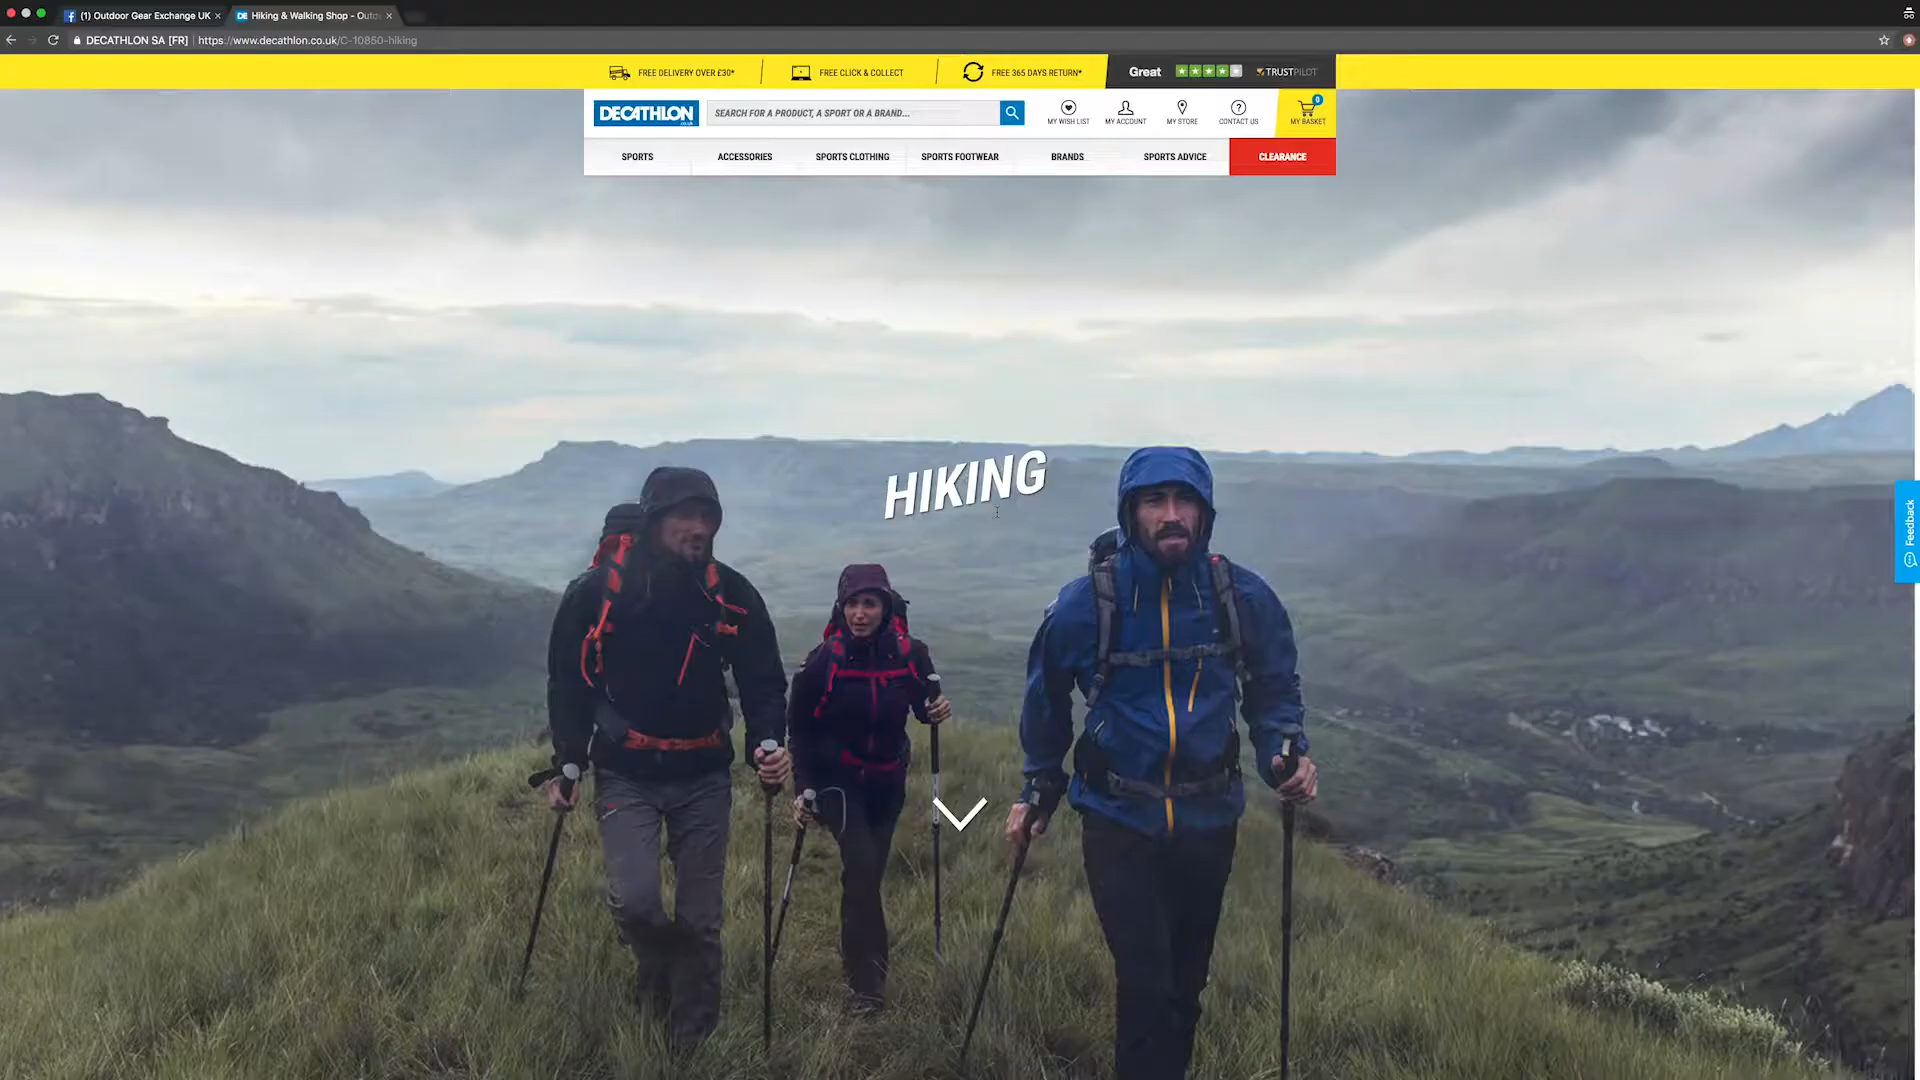 (1) Outdoor Gear Exchange UK
Hiking & Walking Shop - Outd
DECATHLON SA [FR] https://www.decathlon.co.uk/C-10850-hiking
FREE DELIVERY OVER £30*
FREE CLICK & COLLECT
FREE 365 DAYS RETURN*
Great
TRUSTPILOT
DECATHLON
.co.uk
SEARCH FOR A PRODUCT, A SPORT OR A BRAND...
MY WISH LIST
MY ACCOUNT
MY STORE
CONTACT US
0
MY BASKET
SPORTS
ACCESSORIES
SPORTS CLOTHING
SPORTS FOOTWEAR
BRANDS
SPORTS ADVICE
CLEARANCE
HIKING
Feedback